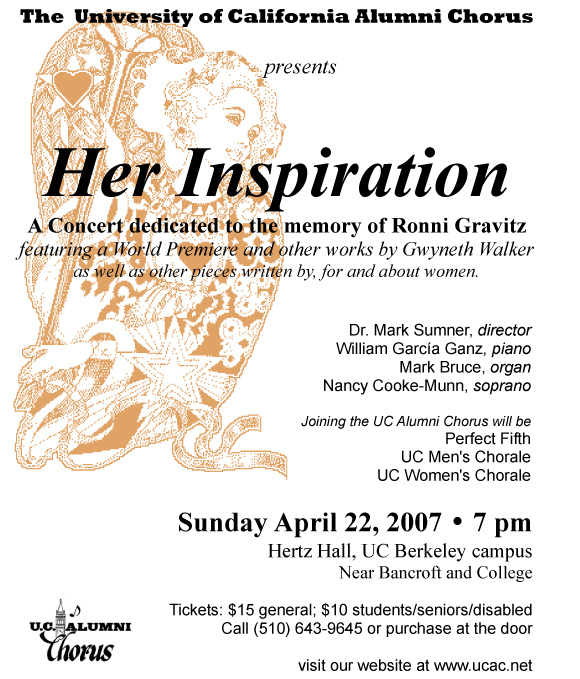 The University of California Alumni Chorus
presents
Her Inspiration
A Concert dedicated to the memory of Ronni Gravitz
featuring a World Premiere and other works by Gwyneth Walker
as well as other pieces written by, for and about women.
Dr. Mark Sumner, director
William García Ganz, piano
Mark Bruce, organ
Nancy Cooke-Munn, soprano
Joining the UC Alumni Chorus will be
Perfect Fifth
UC Men's Chorale
UC Women's Chorale
Sunday April 22, 2007 • 7 pm
Hertz Hall, UC Berkeley campus
Near Bancroft and College
Tickets: $15 general; $10 students/seniors/disabled
Call (510) 643-9645 or purchase at the door
visit our website at www.ucac.net
U.C. ALUMNI
Chorus